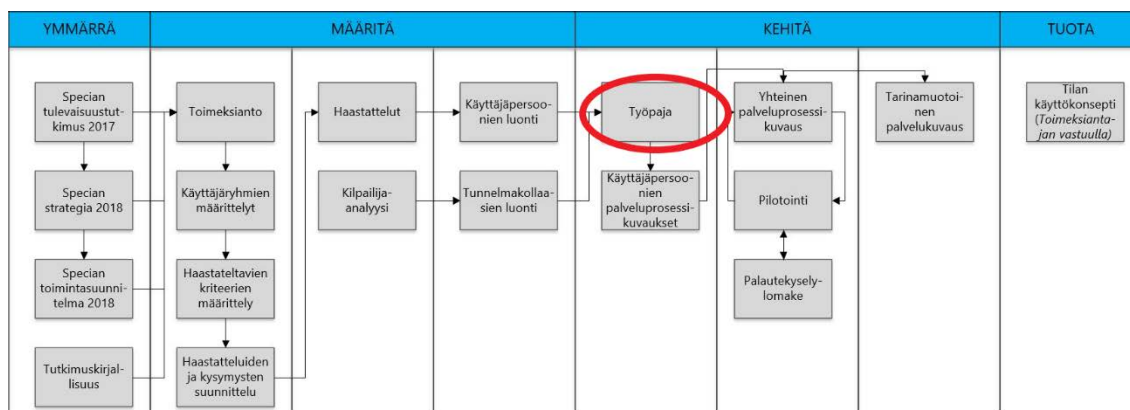 YMMÄRRÄ
MÄÄRITÄ
KEHITÄ
TUOTA
Specian
tulevaisuustut-
kimus 2017
Specian
strategia 2018
Specian
toimintasuunni-
telma 2018
Tutkimuskirjal-
lisuus
Toimeksianto
Käyttäjäryhmien
määrittelyt
Haastateltavien
kriteerien
määrittely
Haastatteluiden
ja kysymysten
suunnittelu
Haastattelut
Kilpailija-
analyysi
Käyttäjäpersoo-
nien luonti
Tunnelmakollaa-
sien luonti
Työpaja
Käyttäjäpersoo-
nien
palveluprosessi-
kuvaukset
Yhteinen
palveluprosessi-
kuvaus
Pilotointi
Palautekysely-
lomake
Tarinamuotoi-
nen
palvelukuvaus
Tilan
käyttökonsepti
(Toimeksianta-
jan vastuulla)